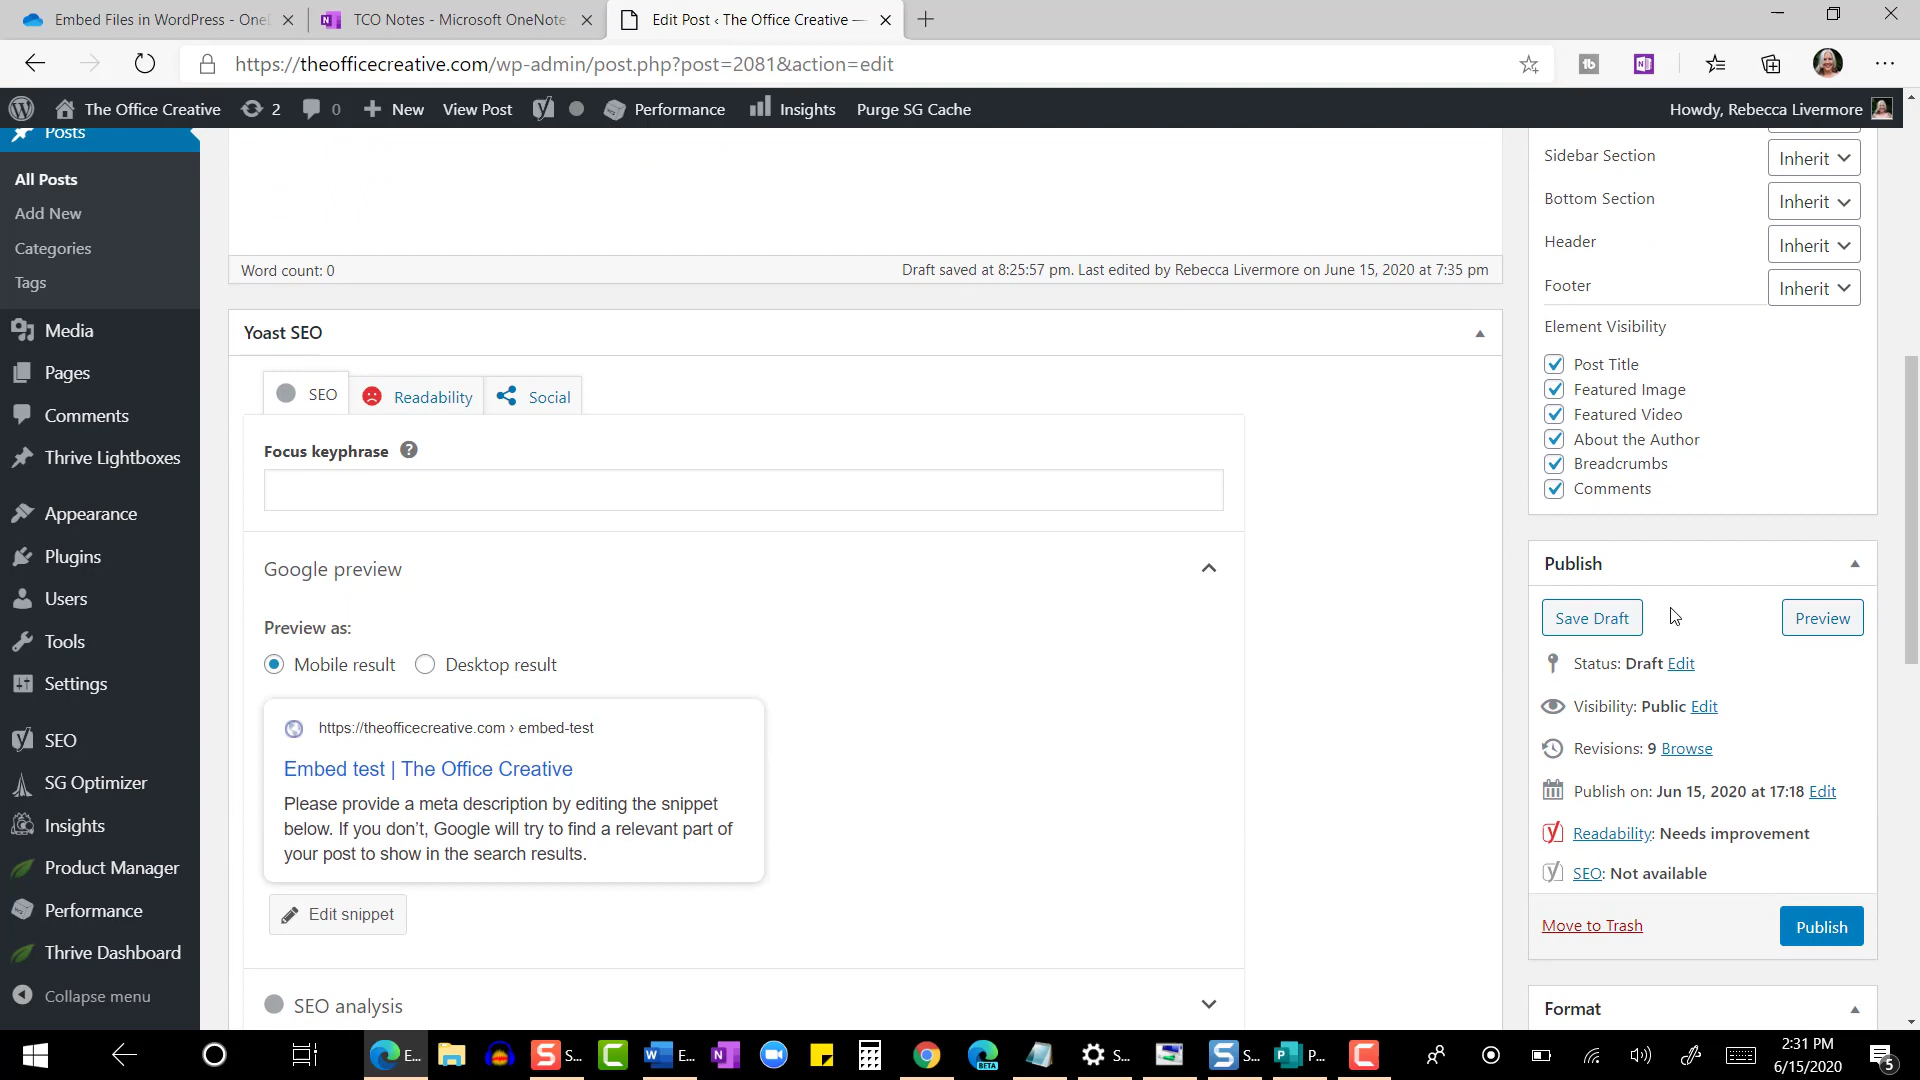 Embed Files in WordPress - OneD
TCO Notes - Microsoft OneNote
Edit Post ‹ The Office Creative —
https://theofficecreative.com/wp-admin/post.php?post=2081&action=edit
The Office Creative
2
0
New
View Post
Performance
Insights
Purge SG Cache
Howdy, Rebecca Livermore
Posts
All Posts
Add New
Categories
Tags
Media
Pages
Comments
Thrive Lightboxes
Appearance
Plugins
Users
Tools
Settings
SEO
SG Optimizer
Insights
Product Manager
Performance
Thrive Dashboard
Collapse menu
Word count: 0
Draft saved at 8:25:57 pm. Last edited by Rebecca Livermore on June 15, 2020 at 7:35 pm
Yoast SEO
SEO
Readability
Social
Focus keyphrase
Google preview
Preview as:
Mobile result
Desktop result
https://theofficecreative.com › embed-test
Embed test | The Office Creative
Please provide a meta description by editing the snippet
below. If you don’t, Google will try to find a relevant part of
your post to show in the search results.
Edit snippet
SEO analysis
Sidebar Section
Inherit
Bottom Section
Inherit
Header
Inherit
Footer
Inherit
Element Visibility
Post Title
Featured Image
Featured Video
About the Author
Breadcrumbs
Comments
Publish
Save Draft
Preview
Status: Draft Edit
Visibility: Public Edit
Revisions: 9 Browse
Publish on: Jun 15, 2020 at 17:18 Edit
Readability: Needs improvement
SEO: Not available
Move to Trash
Publish
Format
E...
S...
E...
BETA
S...
S...
P...
2:31 PM
6/15/2020
5